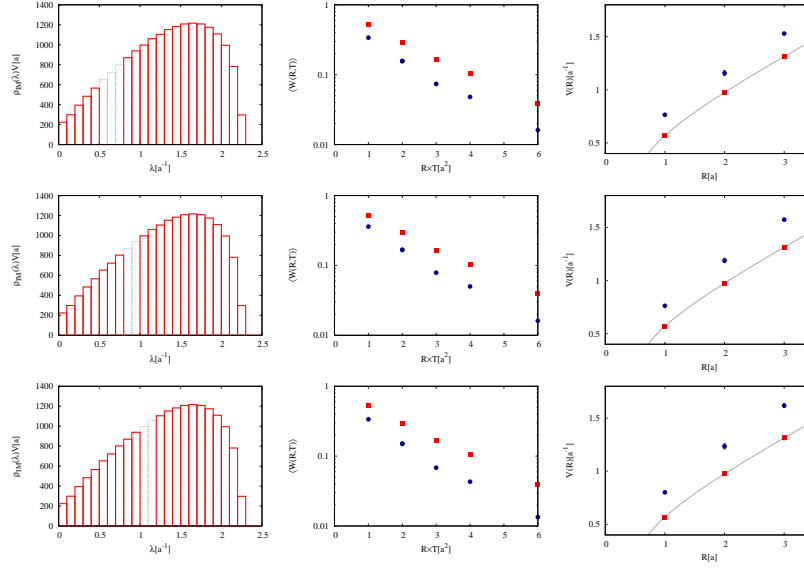 1400
1200
1000
800
600
400
200
0
0 0.5 1 1.5 2 2.5
λ[a⁻¹]
ρIM(λ)V[a]
1
0.1
0.01
0 1 2 3 4 5 6
R×T[a²]
⟨W(R,T)⟩
1.5
1
0.5
0 1 2 3
R[a]
V(R)[a⁻¹]
1400
1200
1000
800
600
400
200
0
0 0.5 1 1.5 2 2.5
λ[a⁻¹]
ρIM(λ)V[a]
1
0.1
0.01
0 1 2 3 4 5 6
R×T[a²]
⟨W(R,T)⟩
1.5
1
0.5
0 1 2 3
R[a]
V(R)[a⁻¹]
1400
1200
1000
800
600
400
200
0
0 0.5 1 1.5 2 2.5
λ[a⁻¹]
ρIM(λ)V[a]
1
0.1
0.01
0 1 2 3 4 5 6
R×T[a²]
⟨W(R,T)⟩
1.5
1
0.5
0 1 2 3
R[a]
V(R)[a⁻¹]